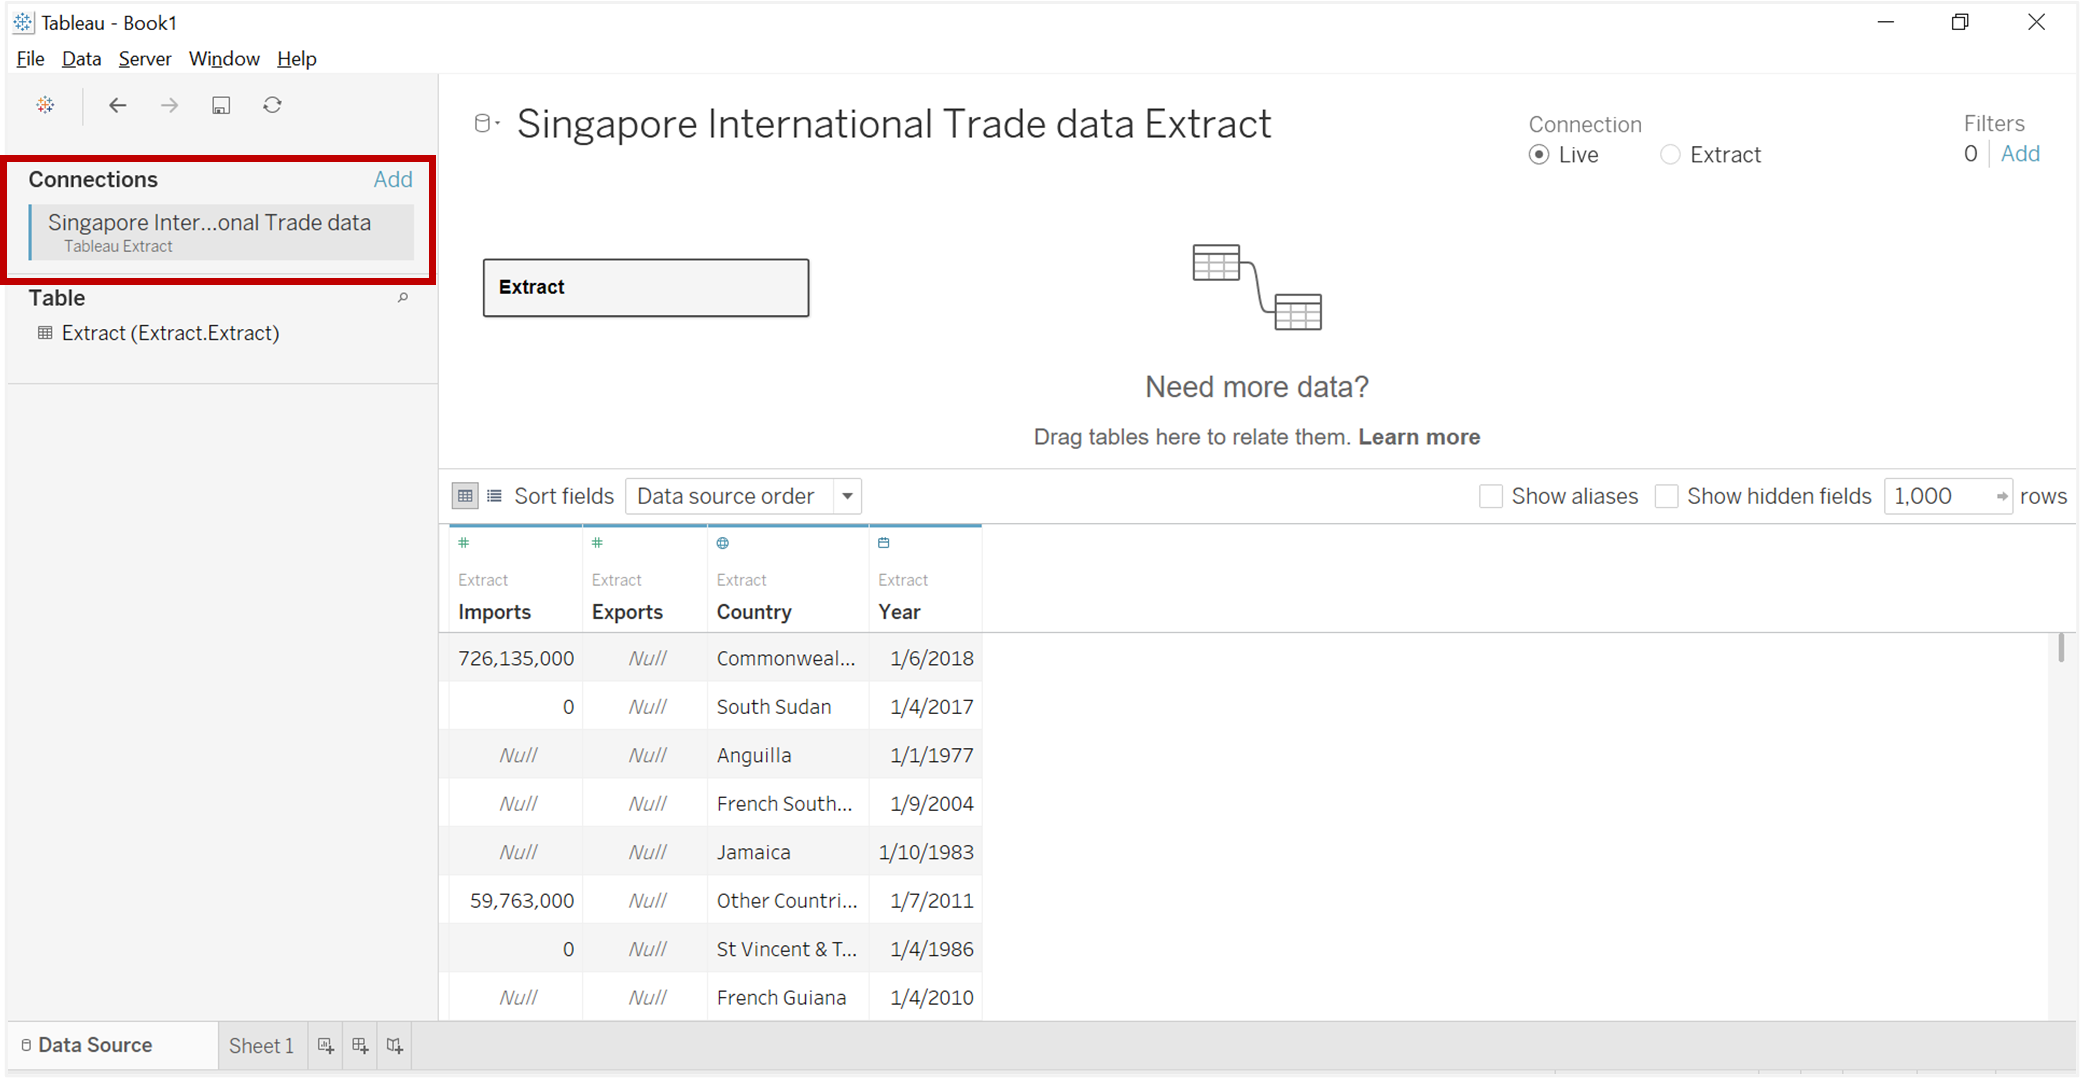 Tableau - Book1
File Data Server Window Help
Connections Add
Singapore Inter...onal Trade data
Tableau Extract
Table
Extract (Extract.Extract)
Singapore International Trade data Extract
Connection
Live Extract
Filters
0 Add
Extract
Need more data?
Drag tables here to relate them. Learn more
Sort fields Data source order Show aliases Show hidden fields 1,000 rows
# # 
Extract Extract Extract Extract
Imports Exports Country Year
726,135,000 Null Commonweal... 1/6/2018
0 Null South Sudan 1/4/2017
Null Null Anguilla 1/1/1977
Null Null French South... 1/9/2004
Null Null Jamaica 1/10/1983
59,763,000 Null Other Countri... 1/7/2011
0 Null St Vincent & T... 1/4/1986
Null Null French Guiana 1/4/2010
Data Source Sheet 1